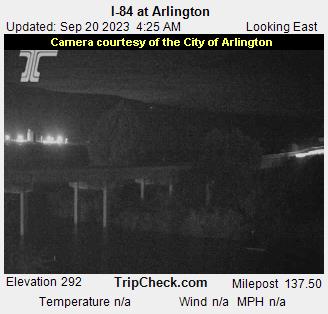 I-84 at Arlington
Updated: Sep 20 2023 4:25 AM Looking East
Camera courtesy of the City of Arlington
Elevation 292 TripCheck.com Milepost 137.50
Temperature n/a Wind n/a MPH n/a